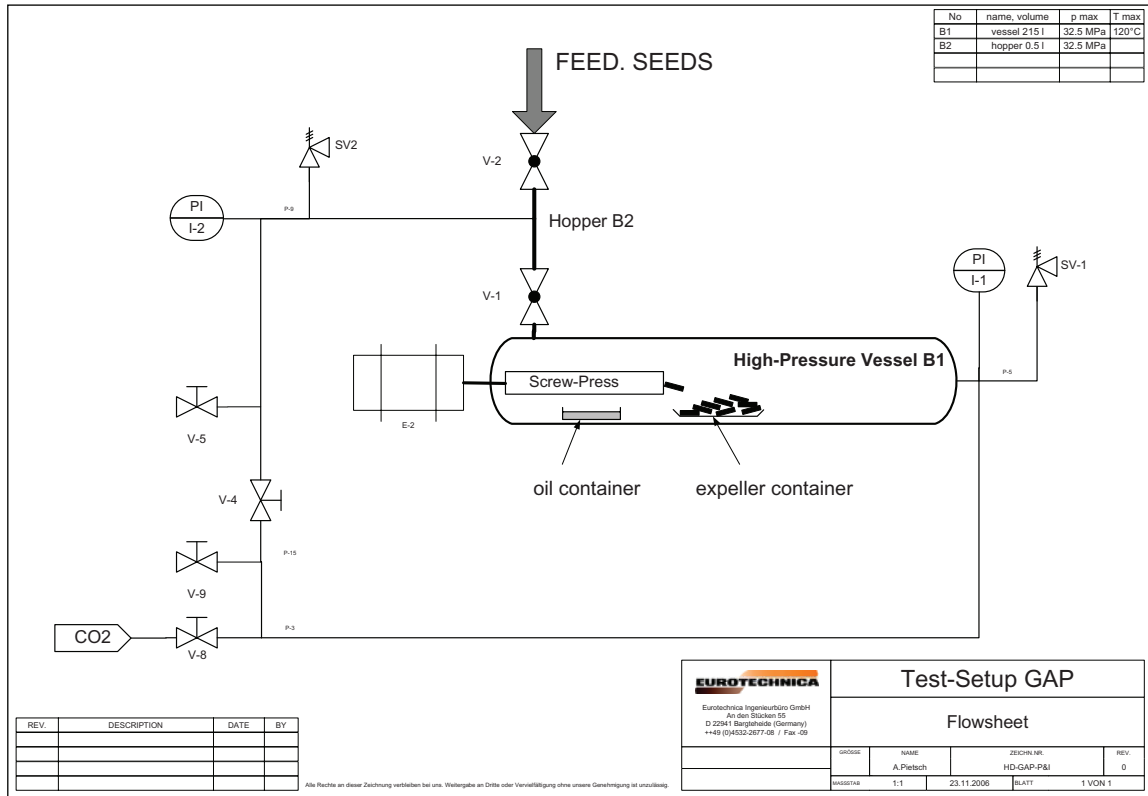 No name, volume p max T max
B1 vessel 215 l 32.5 MPa 120°C
B2 hopper 0.5 l 32.5 MPa
FEED. SEEDS
SV2
V-2
PI
I-2
P-9
Hopper B2
PI
I-1
SV-1
V-1
High-Pressure Vessel B1
Screw-Press
P-5
E-2
V-5
oil container
expeller container
V-4
P-15
V-9
P-3
CO2
V-8
EUROTECHNICA
Eurotechnica Ingenieurbüro GmbH
An den Stücken 55
D 22941 Bargteheide (Germany)
++49 (0)4532-2677-08 / Fax -09
Test-Setup GAP
Flowsheet
GRÖSSE NAME ZEICHN.NR. REV.
A.Pietsch HD-GAP-P&I 0
MASSSTAB 1:1 23.11.2006 BLATT 1 VON 1
REV. DESCRIPTION DATE BY
Alle Rechte an dieser Zeichnung verbleiben bei uns. Weitergabe an Dritte oder Vervielfältigung ohne unsere Genehmigung ist unzulässig.